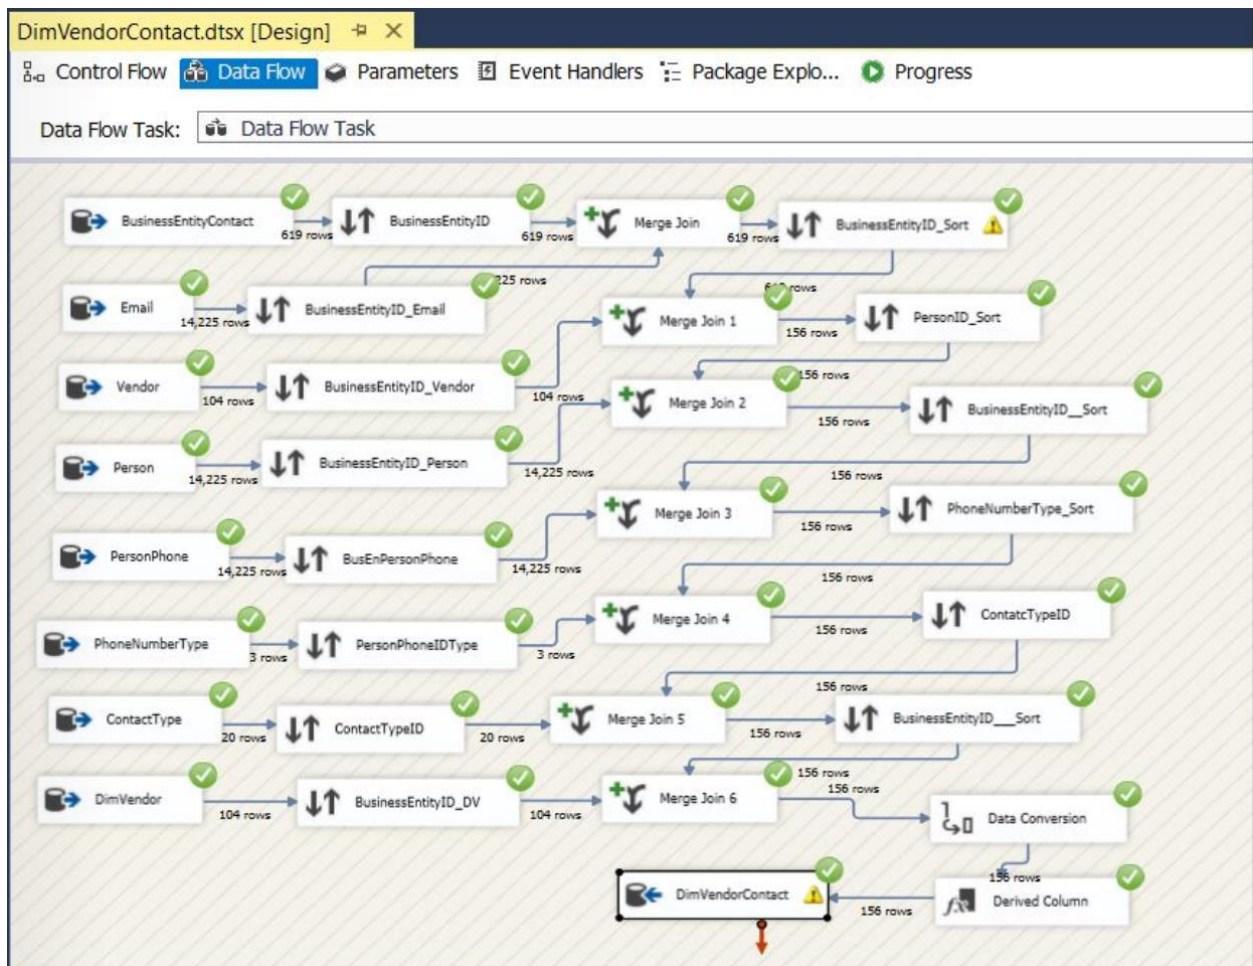 DimVendorContact.dtsx [Design]
Control Flow Data Flow Parameters Event Handlers Package Explo... Progress
Data Flow Task: Data Flow Task
BusinessEntityContact
619 rows
BusinessEntityID
619 rows
Merge Join
619 rows
BusinessEntityID_Sort
Email
14,225 rows
BusinessEntityID_Email
225 rows
rows
Merge Join 1
156 rows
PersonID_Sort
Vendor
104 rows
BusinessEntityID_Vendor
104 rows
156 rows
Merge Join 2
156 rows
BusinessEntityID__Sort
Person
14,225 rows
BusinessEntityID_Person
14,225 rows
156 rows
Merge Join 3
156 rows
PhoneNumberType_Sort
PersonPhone
14,225 rows
BusEnPersonPhone
14,225 rows
156 rows
Merge Join 4
156 rows
ContatcTypeID
PhoneNumberType
3 rows
PersonPhoneIDType
3 rows
156 rows
ContactType
20 rows
ContactTypeID
20 rows
Merge Join 5
156 rows
BusinessEntityID___Sort
156 rows
DimVendor
104 rows
BusinessEntityID_DV
104 rows
Merge Join 6
156 rows
Data Conversion
156 rows
DimVendorContact
156 rows
Derived Column